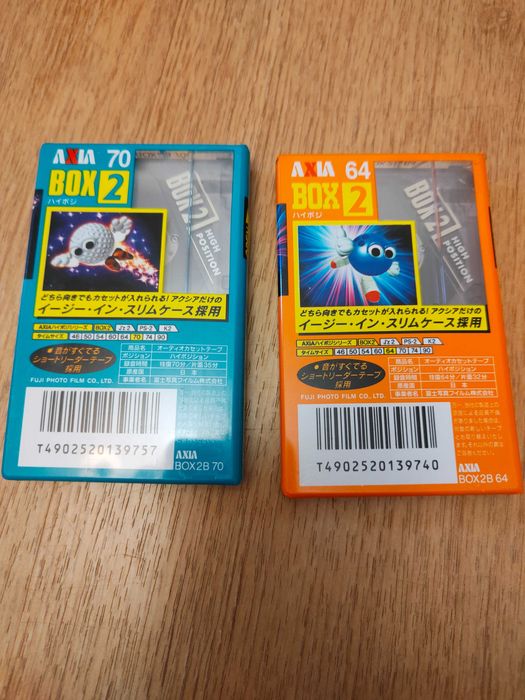 AXIA 70
BOX 2
ハイポジ
BOX2
HIGH
POSITION
どちら向きでもカセットが入れられる!アクシアだけの
イージー・イン・スリムケース採用
AXIAハイポジシリーズ BOX2 J'z-2 PS-2 K2
タイムサイズ 46 50 54 60 64 70 74 90
●音がすぐでる
ショートリーダーテープ
採用
商品名 オーディオカセットテープ
ポジション ハイポジション
録音時間 往復70分/片面35分
原産国 日本
事業者名 富士写真フイルム株式会社
FUJI PHOTO FILM CO., LTD.
T4902520139757
AXIA
BOX2B 70
AXIA 64
BOX 2
ハイポジ
BOX2
HIGH
POSITION
どちら向きでもカセットが入れられる!アクシアだけの
イージー・イン・スリムケース採用
AXIAハイポジシリーズ BOX2 J'z-2 PS-2 K2
タイムサイズ 46 50 54 60 64 70 74 90
●音がすぐでる
ショートリーダーテープ
採用
商品名 オーディオカセットテープ
ポジション ハイポジション
録音時間 往復64分/片面32分
原産国 日本
事業者名 富士写真フイルム株式会社
FUJI PHOTO FILM CO., LTD.
T4902520139740
AXIA
BOX2B 64